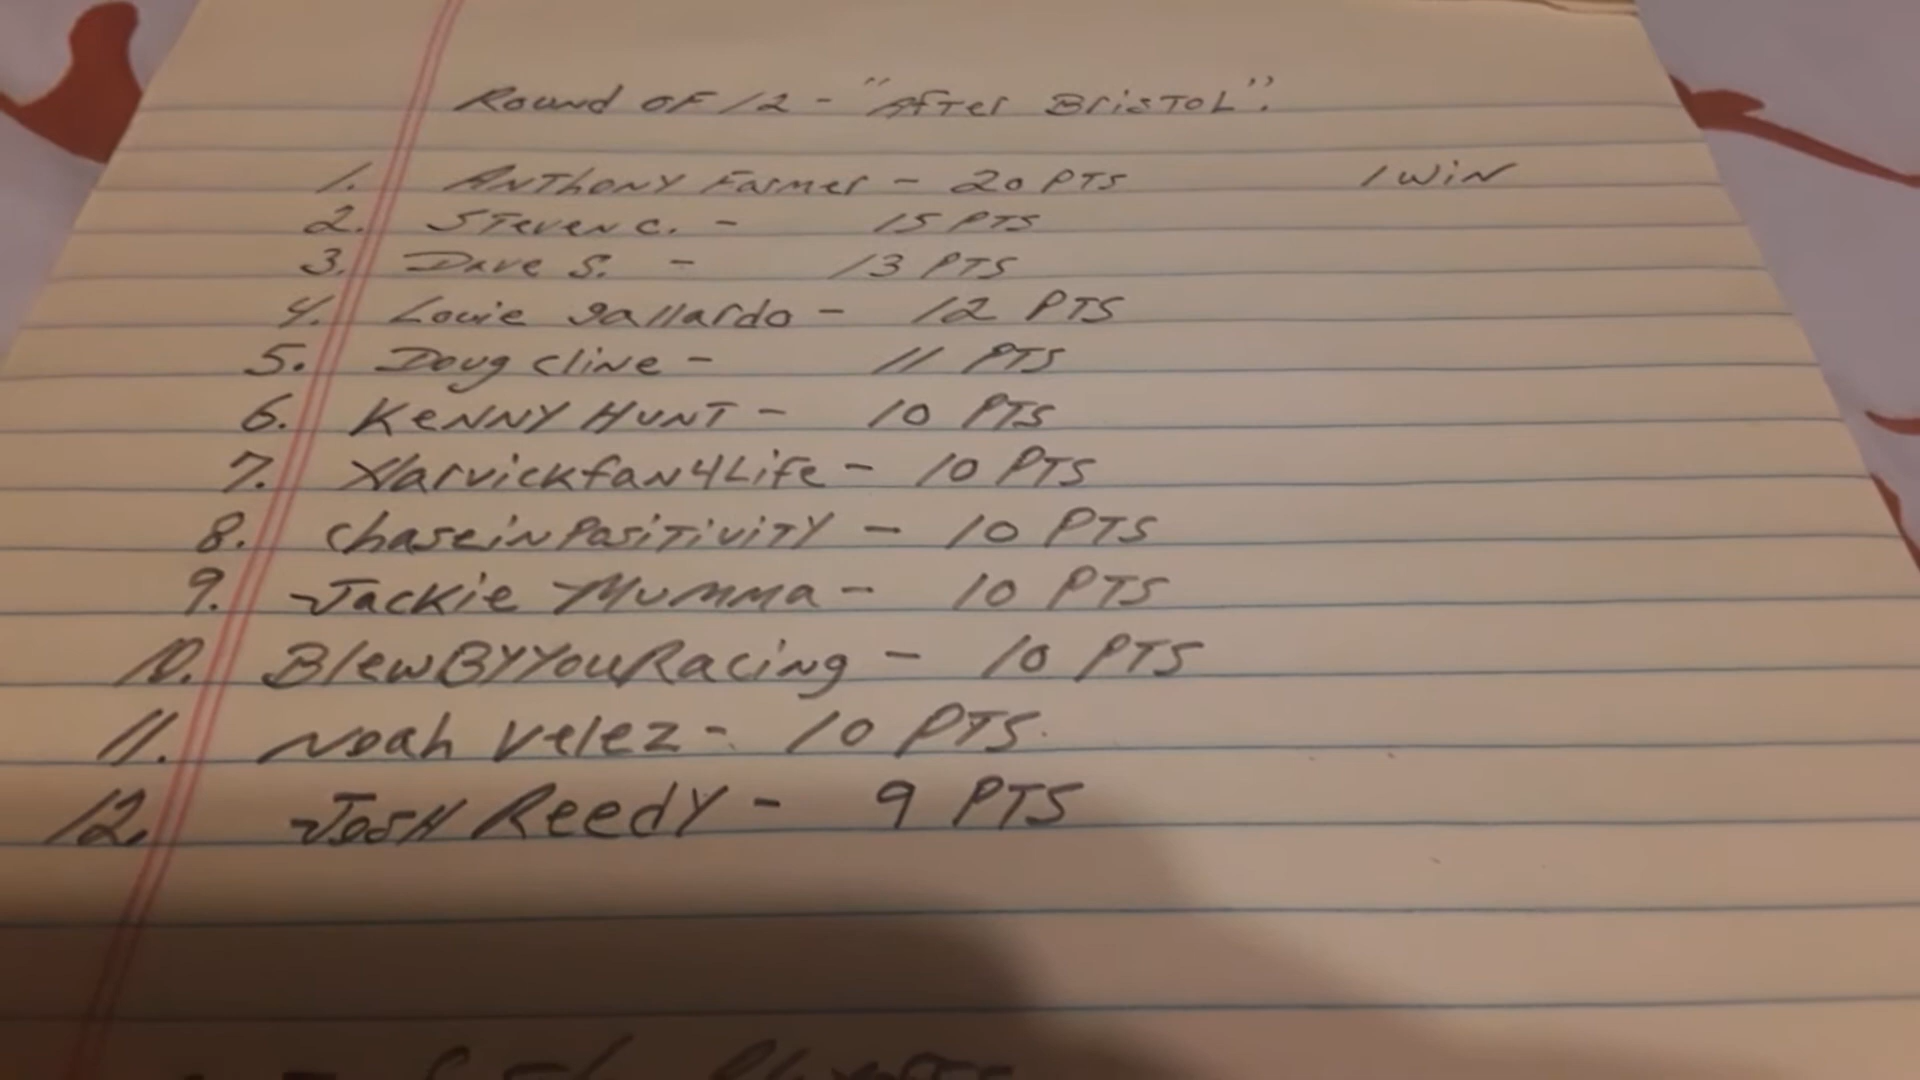 Round of 12 - "After Bristol".
1. Anthony Farmer - 20 PTS 1 Win
2. Steven C. - 15 PTS
3. Dave S. - 13 PTS
4. Louie gallardo - 12 PTS
5. Doug Cline - 11 PTS
6. Kenny Hunt - 10 PTS
7. Xharvickfan4Life - 10 PTS
8. ChaseinPasitivity - 10 PTS
9. Jackie Mumma - 10 PTS
10. BlewBYYouRacing - 10 PTS
11. Noah Velez - 10 PTS.
12. Josh Reedy - 9 PTS